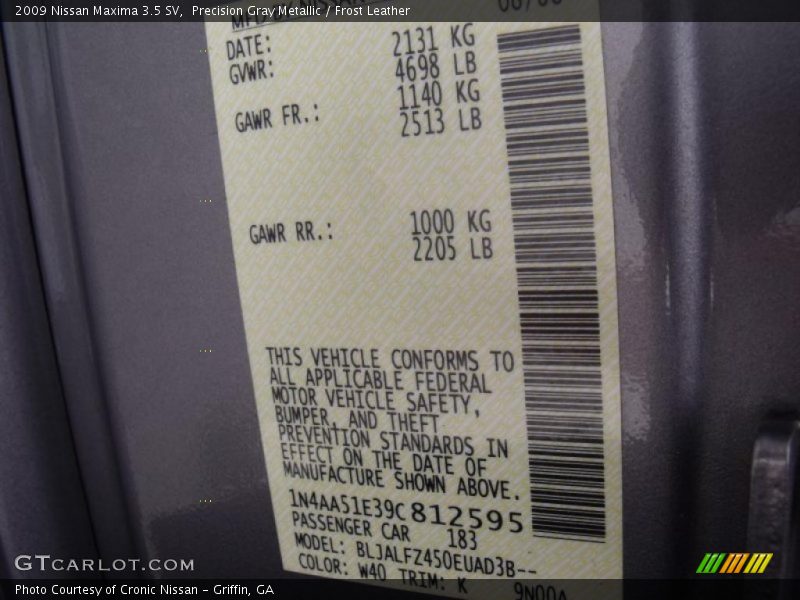 2009 Nissan Maxima 3.5 SV, Precision Gray Metallic / Frost Leather
DATE:
GVWR: 2131 KG
4698 LB
GAWR FR.: 1140 KG
2513 LB
GAWR RR.: 1000 KG
2205 LB
THIS VEHICLE CONFORMS TO
ALL APPLICABLE FEDERAL
MOTOR VEHICLE SAFETY,
BUMPER, AND THEFT
PREVENTION STANDARDS IN
EFFECT ON THE DATE OF
MANUFACTURE SHOWN ABOVE.
1N4AA51E39C812595
PASSENGER CAR 183
MODEL: BLJALFZ450EUAD3B--
COLOR: W40 TRIM: K
9N00A
GTCARLOT.COM
Photo Courtesy of Cronic Nissan – Griffin, GA